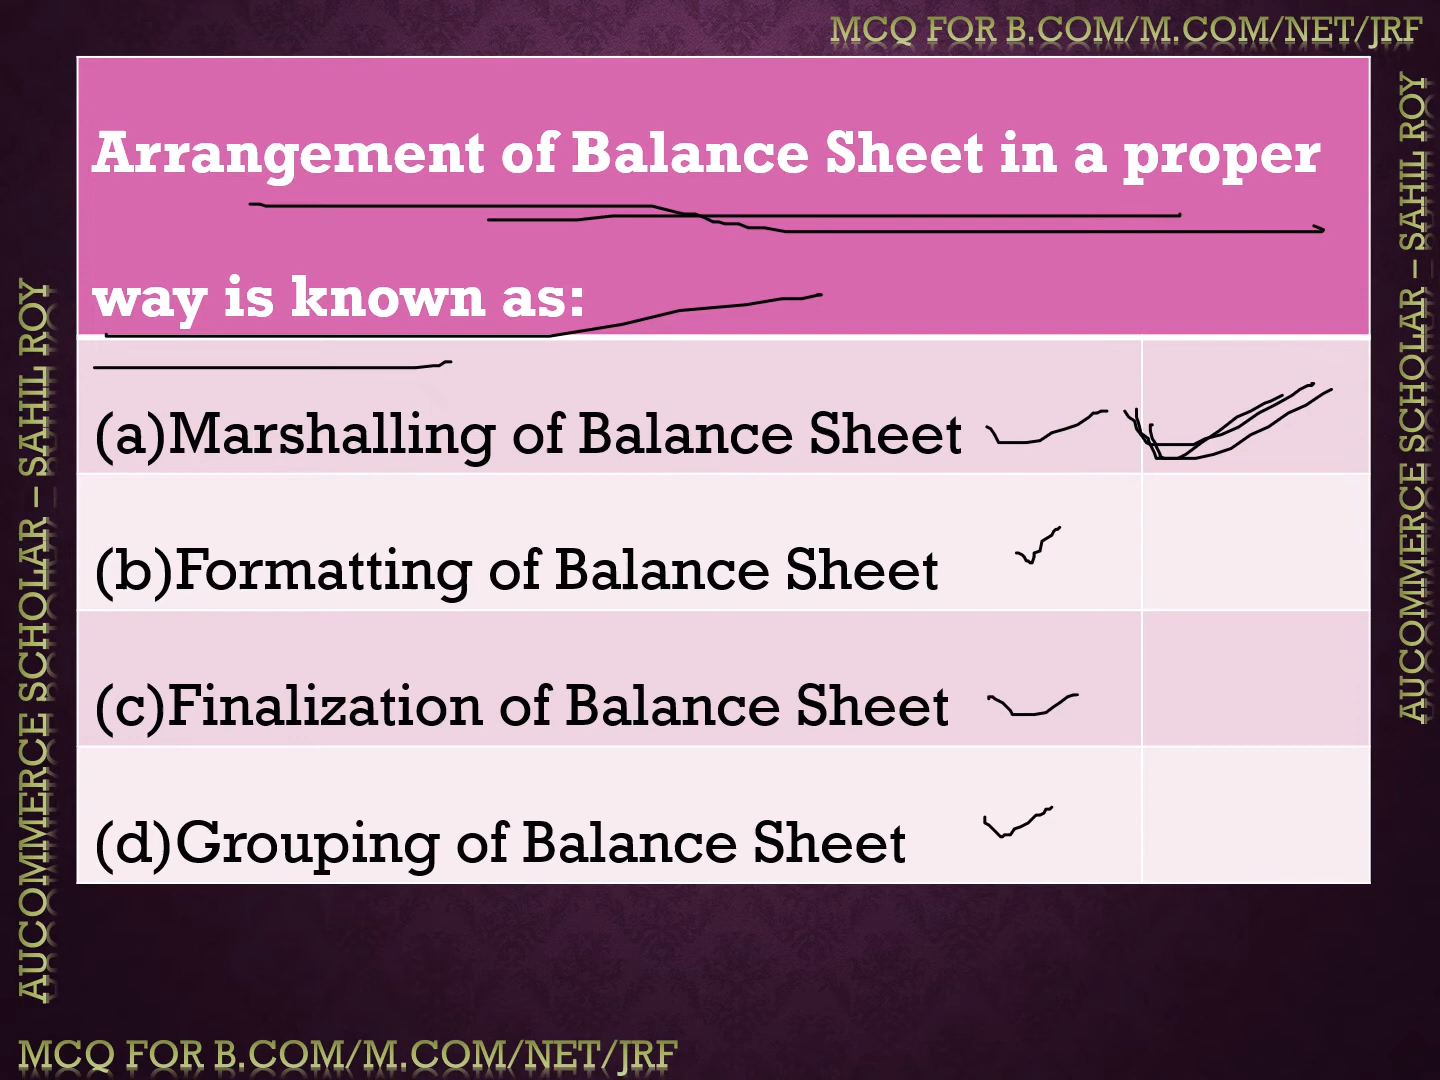 MCQ FOR B.COM/M.COM/NET/JRF
Arrangement of Balance Sheet in a proper
way is known as:
(a)Marshalling of Balance Sheet
(b)Formatting of Balance Sheet
(c)Finalization of Balance Sheet
(d)Grouping of Balance Sheet
AUCOMMERCE SCHOLAR – SAHIL ROY
AUCOMMERCE SCHOLAR – SAHIL ROY
MCQ FOR B.COM/M.COM/NET/JRF